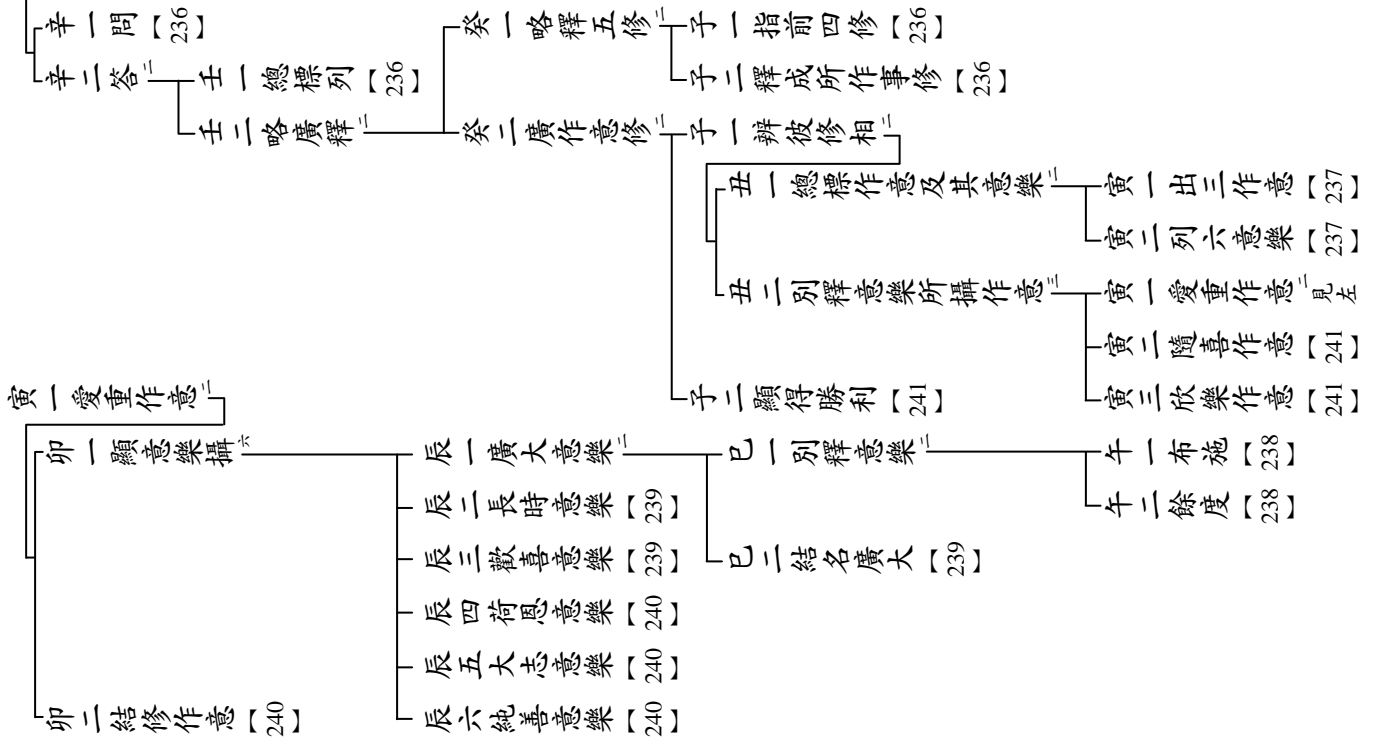 辛一問【236】
辛二答二
壬一總標列【236】
壬二略廣釋二
癸一略釋五修二
子一指前四修【236】
子二釋成所作事修【236】
癸二廣作意修二
子一辨彼修相二
丑一總標作意及其意樂二
寅一出三作意【237】
寅二列六意樂【237】
丑二別釋意樂所攝作意三
寅一愛重作意二見左
寅二隨喜作意【241】
寅三欣樂作意【241】
子二顯得勝利【241】
寅一愛重作意二
卯一顯意樂攝六
辰一廣大意樂二
巳一別釋意樂二
午一布施【238】
午二餘度【238】
巳二結名廣大【239】
辰二長時意樂【239】
辰三歡喜意樂【239】
辰四荷恩意樂【240】
辰五大志意樂【240】
辰六純善意樂【240】
卯二結修作意【240】